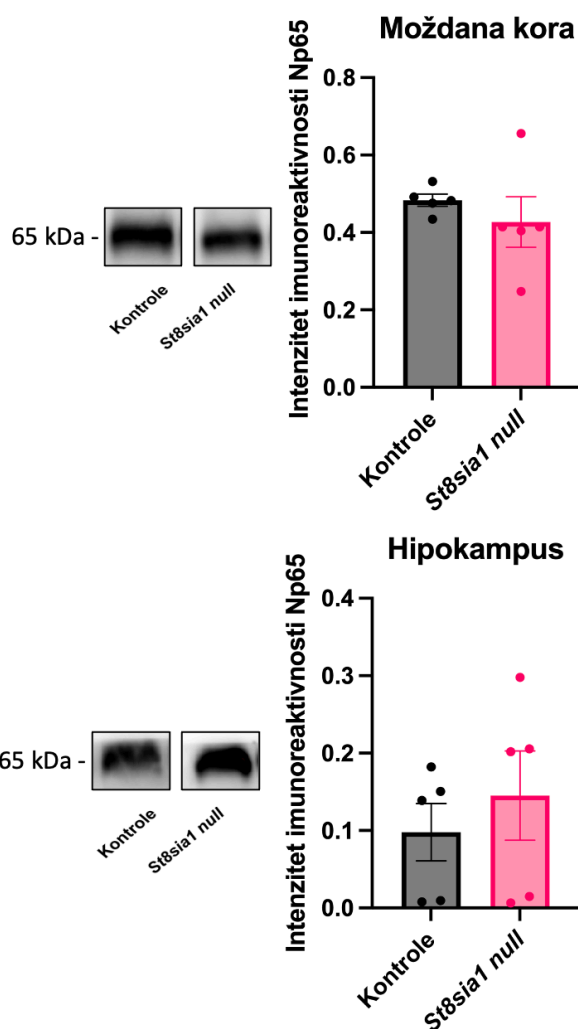 Moždana kora
Intenzitet imunoreaktivnosti Np65
0.8
0.6
0.4
0.2
0.0
65 kDa -
Kontrole
St8sia1 null
Kontrole
St8sia1 null
Hipokampus
Intenzitet imunoreaktivnosti Np65
0.4
0.3
0.2
0.1
0.0
65 kDa -
Kontrole
St8sia1 null
Kontrole
St8sia1 null